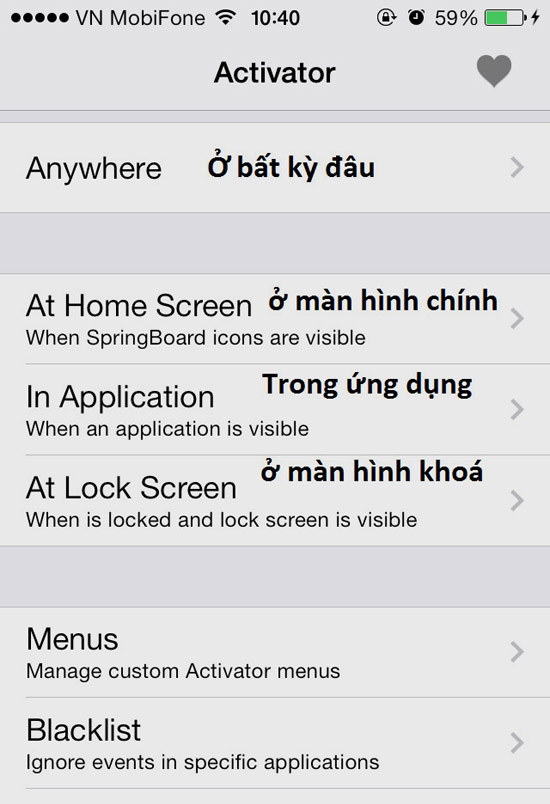 VN MobiFone 10:40 59%
Activator
Anywhere Ở bất kỳ đâu
At Home Screen ở màn hình chính
When SpringBoard icons are visible
In Application Trong ứng dụng
When an application is visible
At Lock Screen ở màn hình khoá
When is locked and lock screen is visible
Menus
Manage custom Activator menus
Blacklist
Ignore events in specific applications